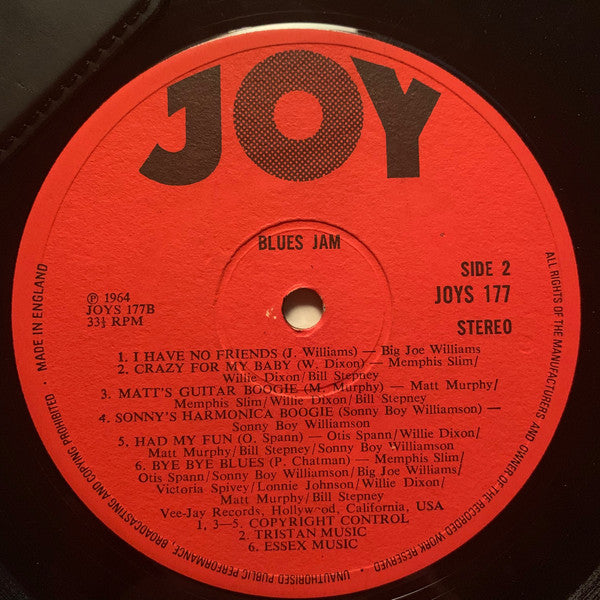 JOY
BLUES JAM
SIDE 2
JOYS 177
STEREO
℗ 1964
JOYS 177B
33⅓ RPM
1. I HAVE NO FRIENDS (J. Williams) — Big Joe Williams
2. CRAZY FOR MY BABY (W. Dixon) — Memphis Slim/
Willie Dixon/Bill Stepney
3. MATT'S GUITAR BOOGIE (M. Murphy) — Matt Murphy/
Memphis Slim/Willie Dixon/Bill Stepney
4. SONNY'S HARMONICA BOOGIE (Sonny Boy Williamson) —
Sonny Boy Williamson
5. HAD MY FUN (O. Spann) — Otis Spann/Willie Dixon/
Matt Murphy/Bill Stepney/Sonny Boy Williamson
6. BYE BYE BLUES (P. Chatman) — Memphis Slim/
Otis Spann/Sonny Boy Williamson/Big Joe Williams/
Victoria Spivey/Lonnie Johnson/Willie Dixon/
Matt Murphy/Bill Stepney
Vee-Jay Records, Hollywood, California, USA
1, 3—5. COPYRIGHT CONTROL
2. TRISTAN MUSIC
6. ESSEX MUSIC
ALL RIGHTS OF THE MANUFACTURERS AND OWNER OF THE RECORDED WORK RESERVED · UNAUTHORISED PUBLIC PERFORMANCE, BROADCASTING AND COPYING PROHIBITED · MADE IN ENGLAND